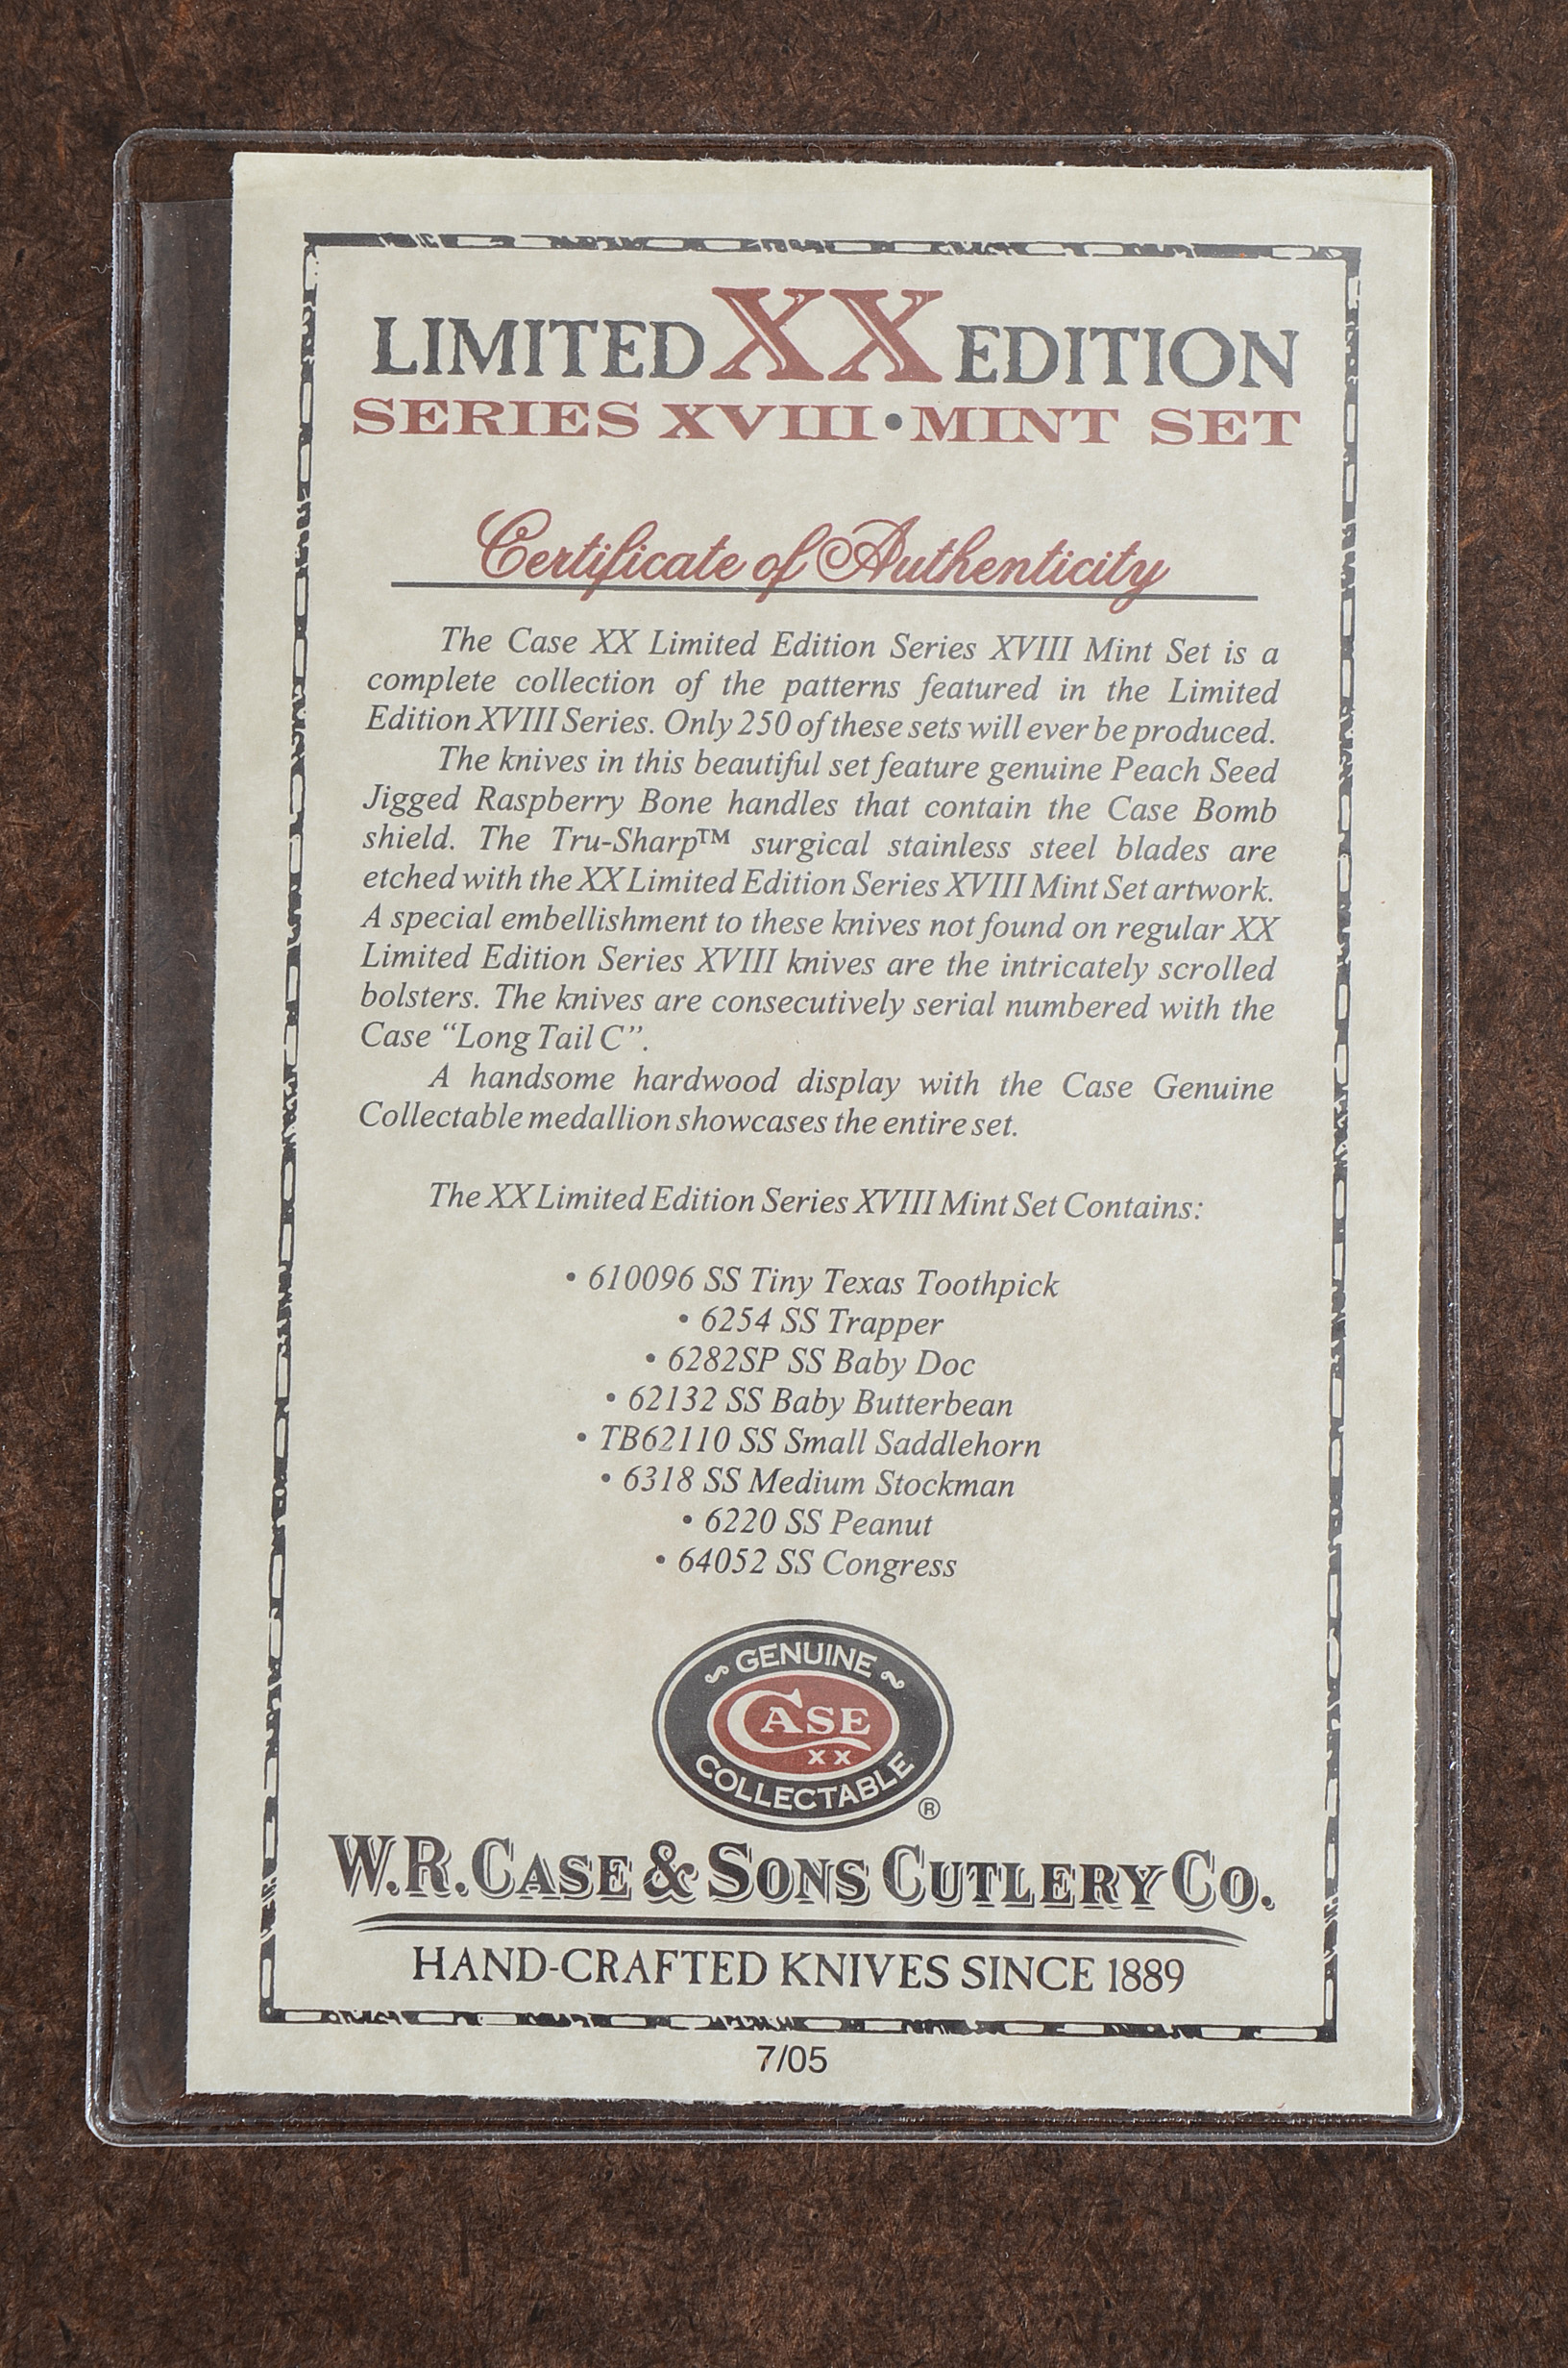 LIMITED XX EDITION
SERIES XVIII • MINT SET
Certificate of Authenticity
The Case XX Limited Edition Series XVIII Mint Set is a
complete collection of the patterns featured in the Limited
Edition XVIII Series. Only 250 of these sets will ever be produced.
The knives in this beautiful set feature genuine Peach Seed
Jigged Raspberry Bone handles that contain the Case Bomb
shield. The Tru-Sharp™ surgical stainless steel blades are
etched with the XX Limited Edition Series XVIII Mint Set artwork.
A special embellishment to these knives not found on regular XX
Limited Edition Series XVIII knives are the intricately scrolled
bolsters. The knives are consecutively serial numbered with the
Case “Long Tail C”.
A handsome hardwood display with the Case Genuine
Collectable medallion showcases the entire set.
The XX Limited Edition Series XVIII Mint Set Contains:
• 610096 SS Tiny Texas Toothpick
• 6254 SS Trapper
• 6282SP SS Baby Doc
• 62132 SS Baby Butterbean
• TB62110 SS Small Saddlehorn
• 6318 SS Medium Stockman
• 6220 SS Peanut
• 64052 SS Congress
GENUINE
CASE
XX
COLLECTABLE
®
W.R. CASE & SONS CUTLERY CO.
HAND-CRAFTED KNIVES SINCE 1889
7/05